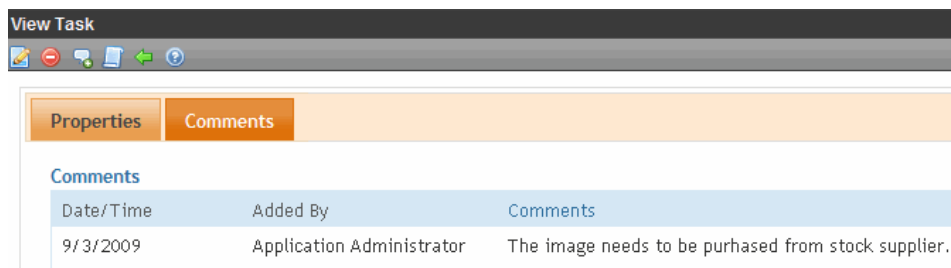 View Task
Properties Comments
Comments
Date/Time Added By Comments
9/3/2009 Application Administrator The image needs to be purhased from stock supplier.